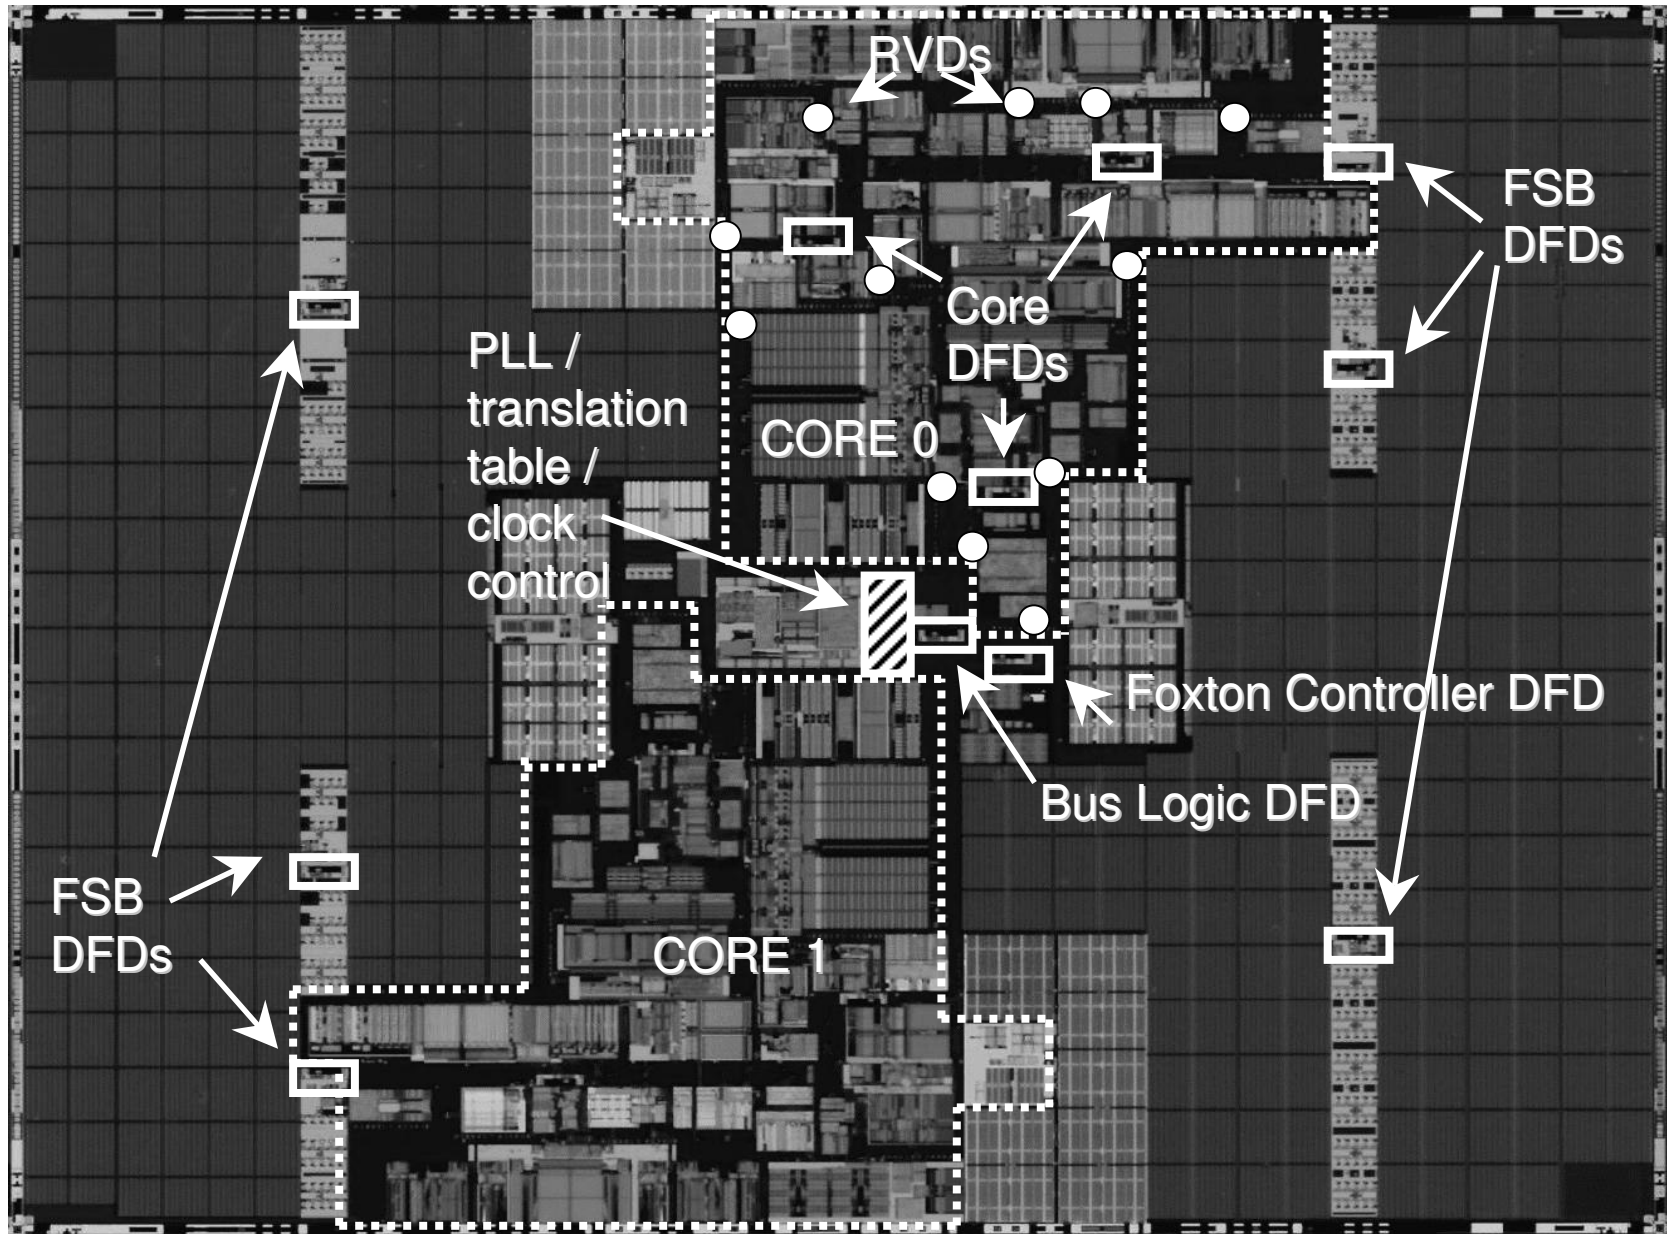 RVDs
FSB
DFDs
Core
DFDs
PLL /
translation
table /
clock
control
CORE 0
Foxton Controller DFD
Bus Logic DFD
FSB
DFDs
CORE 1